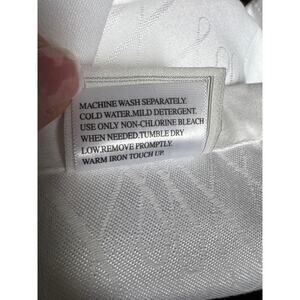 MACHINE WASH SEPARATELY.
COLD WATER.MILD DETERGENT.
USE ONLY NON-CHLORINE BLEACH
WHEN NEEDED.TUMBLE DRY
LOW.REMOVE PROMPTLY.
WARM IRON TOUCH UP.